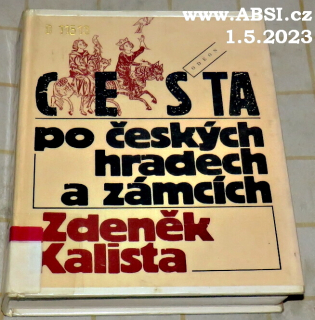 www.ABSI.cz
1.5.2023
CESTA
po českých
hradech
a zámcích
Zdeněk
Kalista